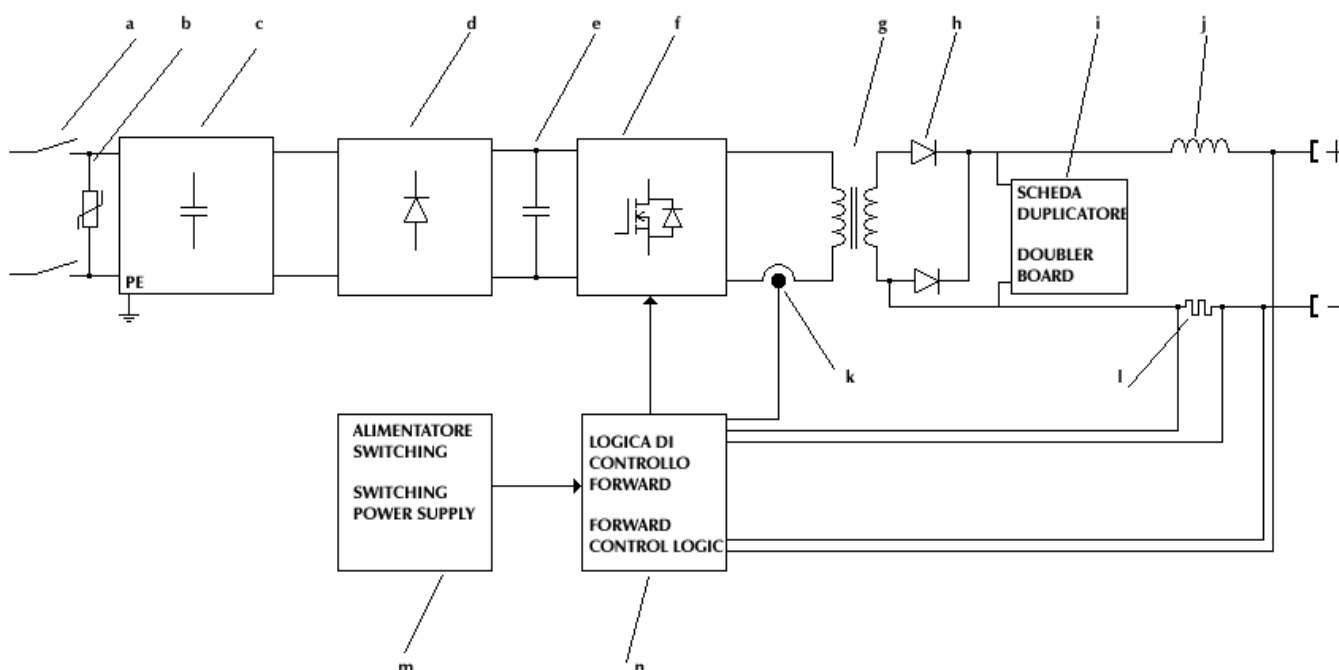 a b c d e f g h i j
SCHEDA
DUPLICATORE
DOUBLER
BOARD
PE
+
−
k
l
ALIMENTATORE
SWITCHING
SWITCHING
POWER SUPPLY
LOGICA DI
CONTROLLO
FORWARD
FORWARD
CONTROL LOGIC
m
n